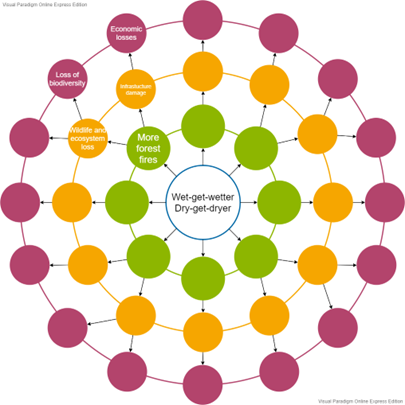 Visual Paradigm Online Express Edition
Economic
losses
Loss of
biodiversity
Infrastucture
damage
Wildlife and
ecosystem
loss
More
forest
fires
Wet-get-wetter
Dry-get-dryer
Visual Paradigm Online Express Edition